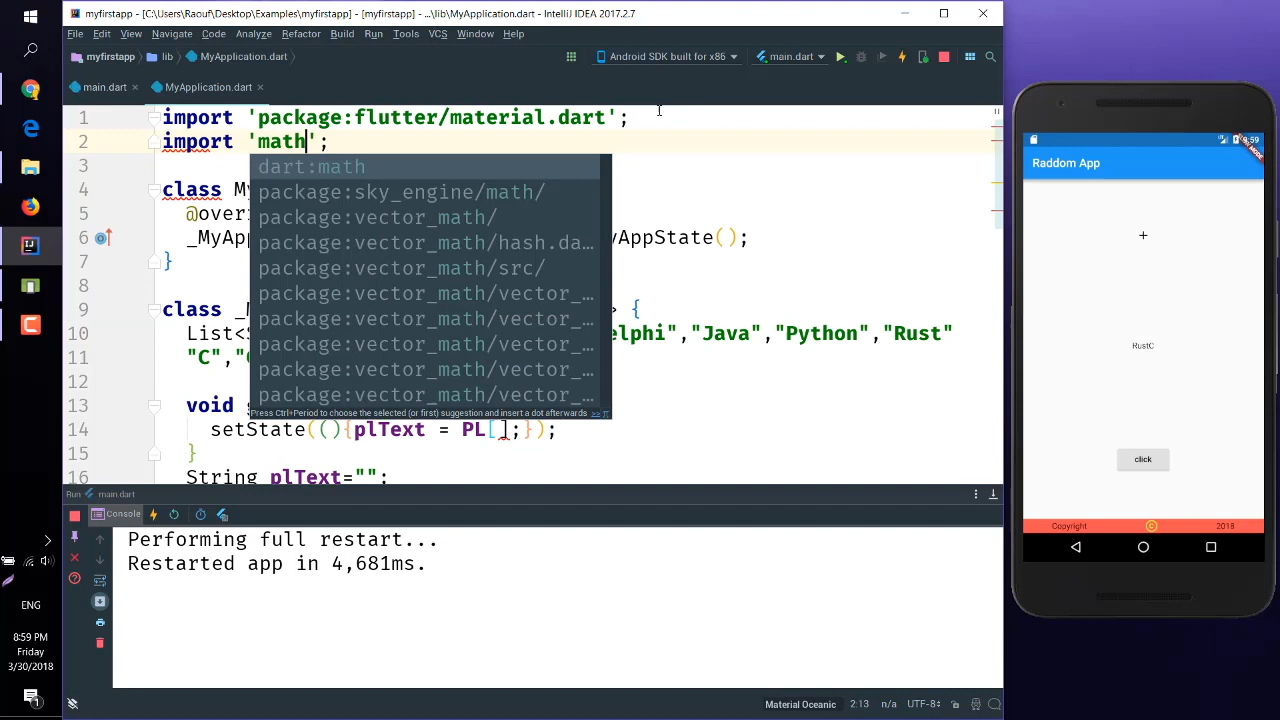 myfirstapp - [C:\Users\Raouf\Desktop\Examples\myfirstapp] - [myfirstapp] - ...\lib\MyApplication.dart - IntelliJ IDEA 2017.2.7
File Edit View Navigate Code Analyze Refactor Build Run Tools VCS Window Help
myfirstapp lib MyApplication.dart Android SDK built for x86 main.dart
main.dart MyApplication.dart
1 import 'package:flutter/material.dart';
2 import 'math';
3
4 class
5 @over
6 _MyApp yAppState();
7 }
8
9 class > {
10 List<S elphi","Java","Python","Rust"
11 "C","
12
13 void
14 setState((){plText = PL[];});
15 }
16 String plText="";
dart:math
package:sky_engine/math/
package:vector_math/
package:vector_math/hash.da…
package:vector_math/src/
package:vector_math/vector_…
package:vector_math/vector_…
package:vector_math/vector_…
package:vector_math/vector_…
package:vector_math/vector_…
Press Ctrl+Period to choose the selected (or first) suggestion and insert a dot afterwards >> π
Run main.dart
Console
Performing full restart...
Restarted app in 4,681ms.
Material Oceanic 2:13 n/a UTF-8
ENG
8:59 PM
Friday
3/30/2018
1
8:59
Raddom App
+
RustC
click
Copyright © 2018